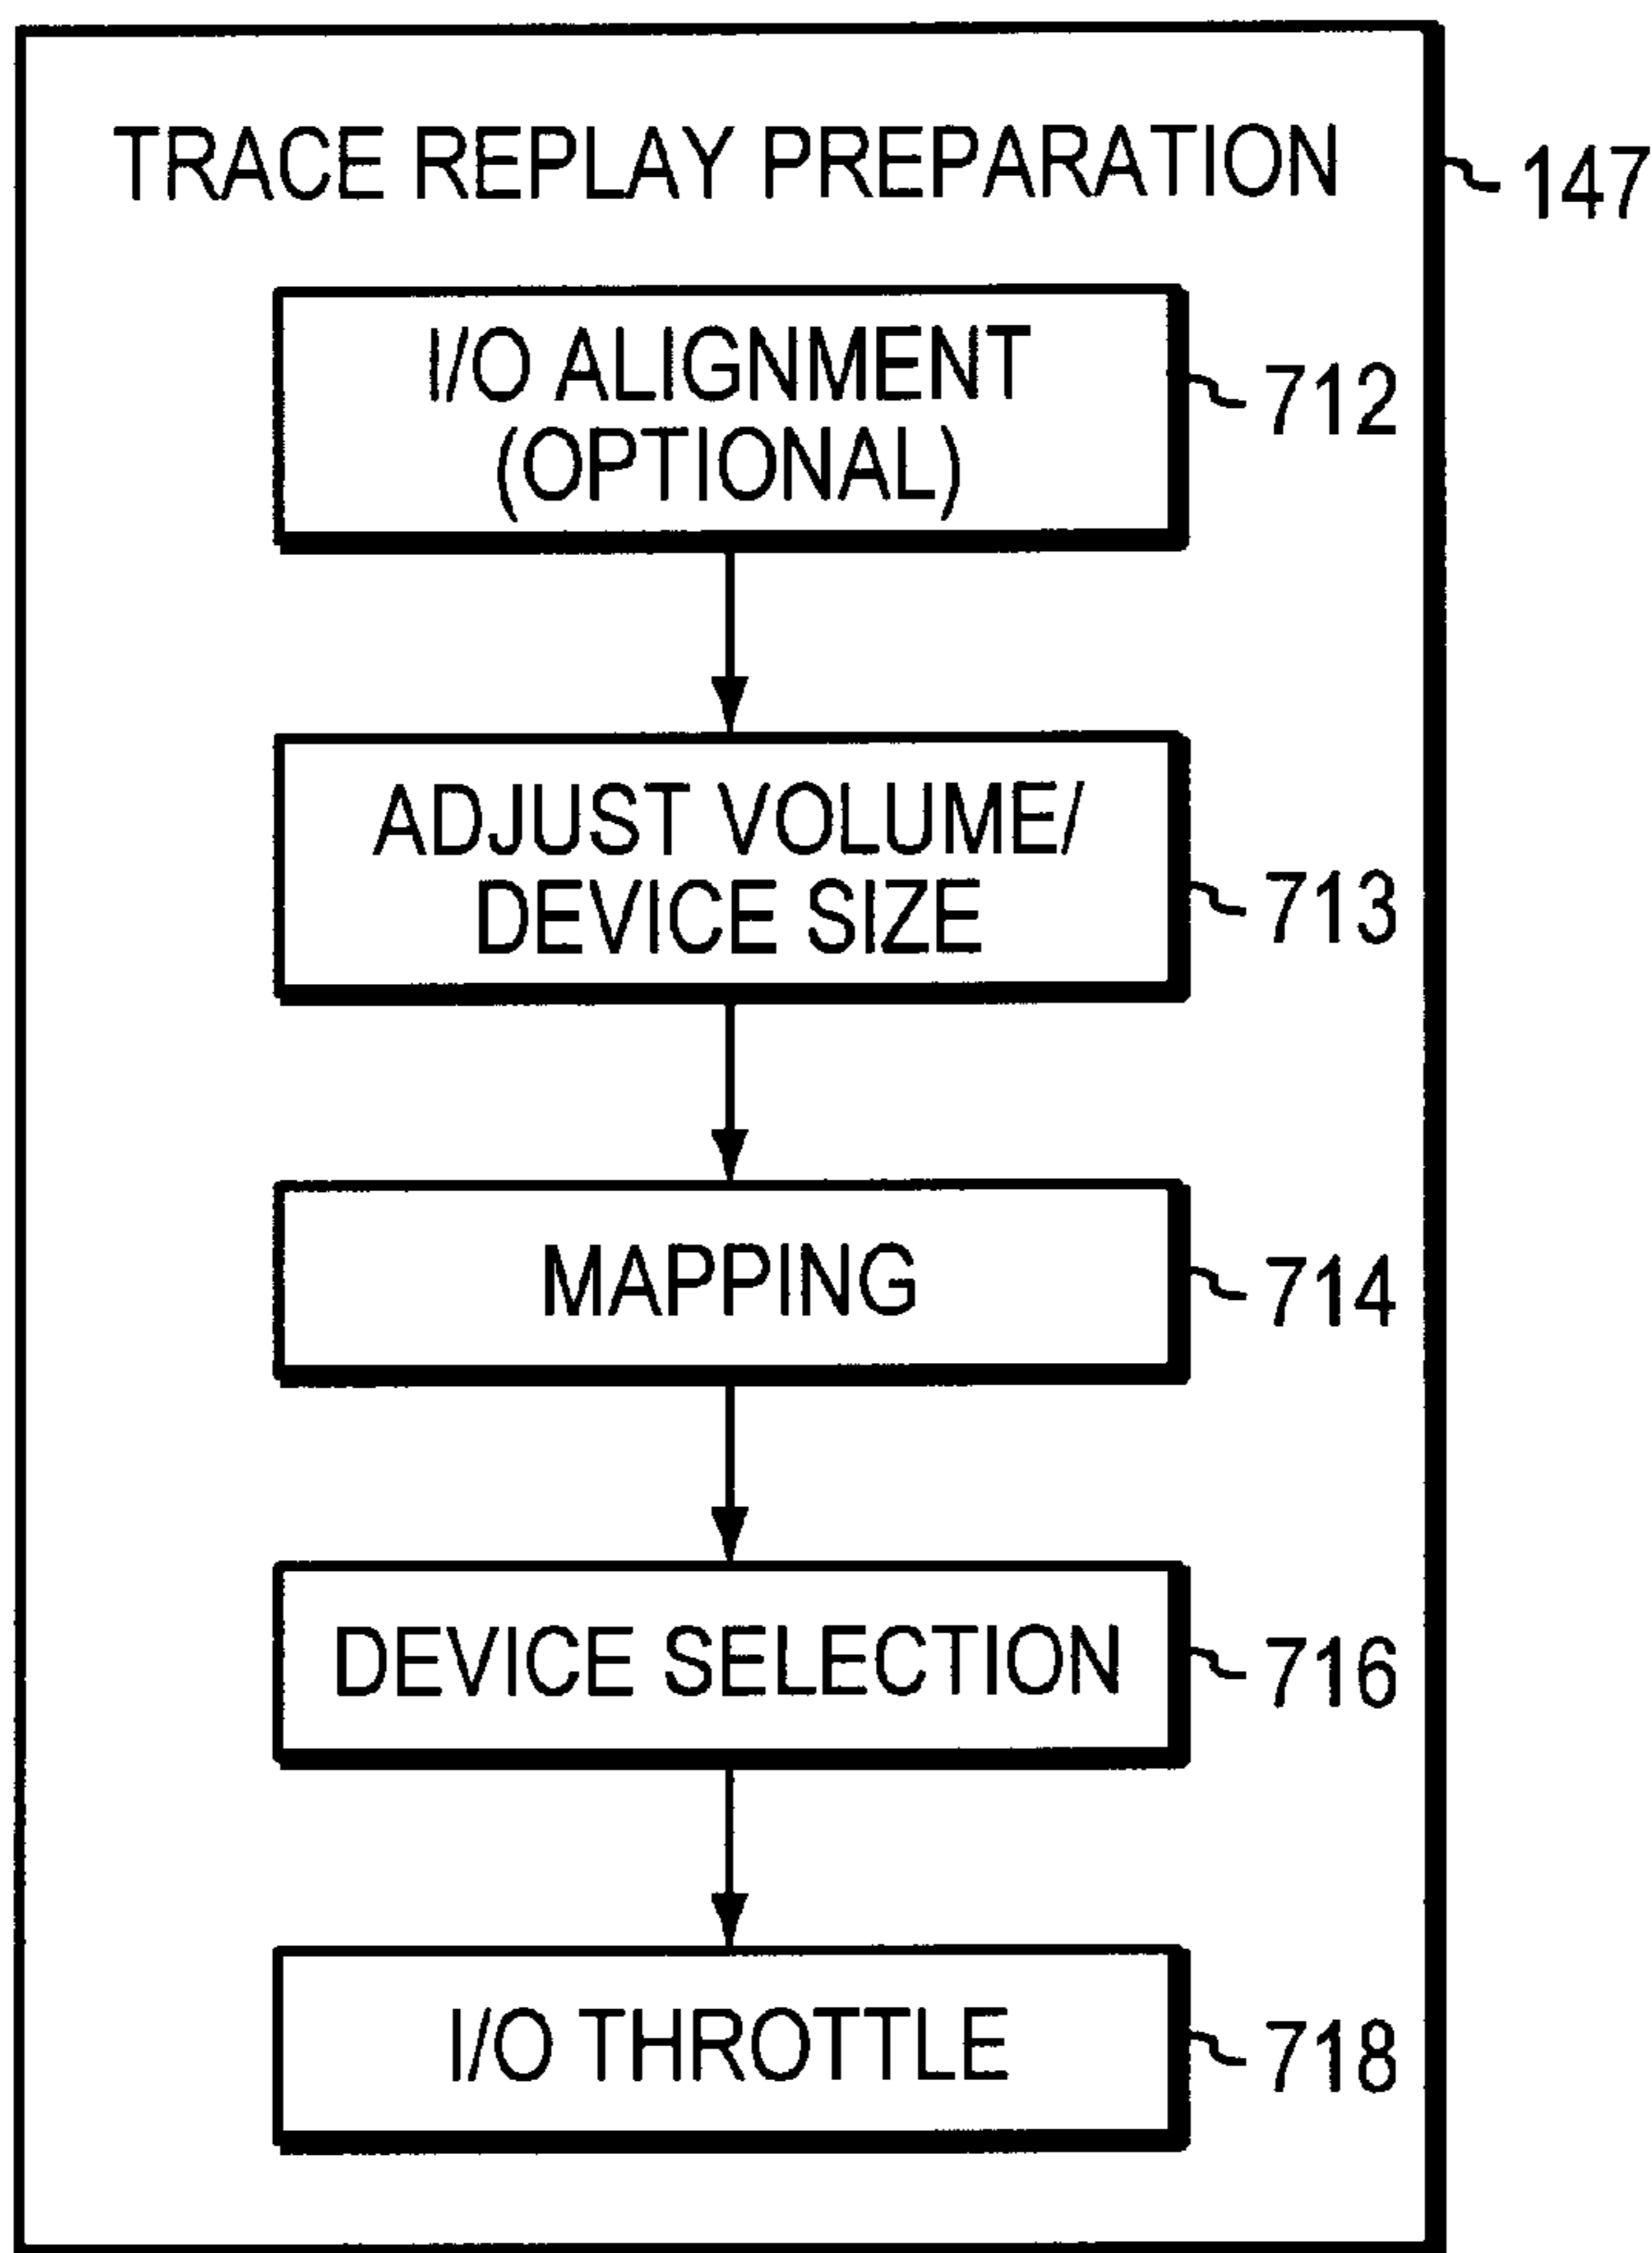 TRACE REPLAY PREPARATION
147
I/O ALIGNMENT
(OPTIONAL)
712
ADJUST VOLUME/
DEVICE SIZE
713
MAPPING
714
DEVICE SELECTION
716
I/O THROTTLE
718